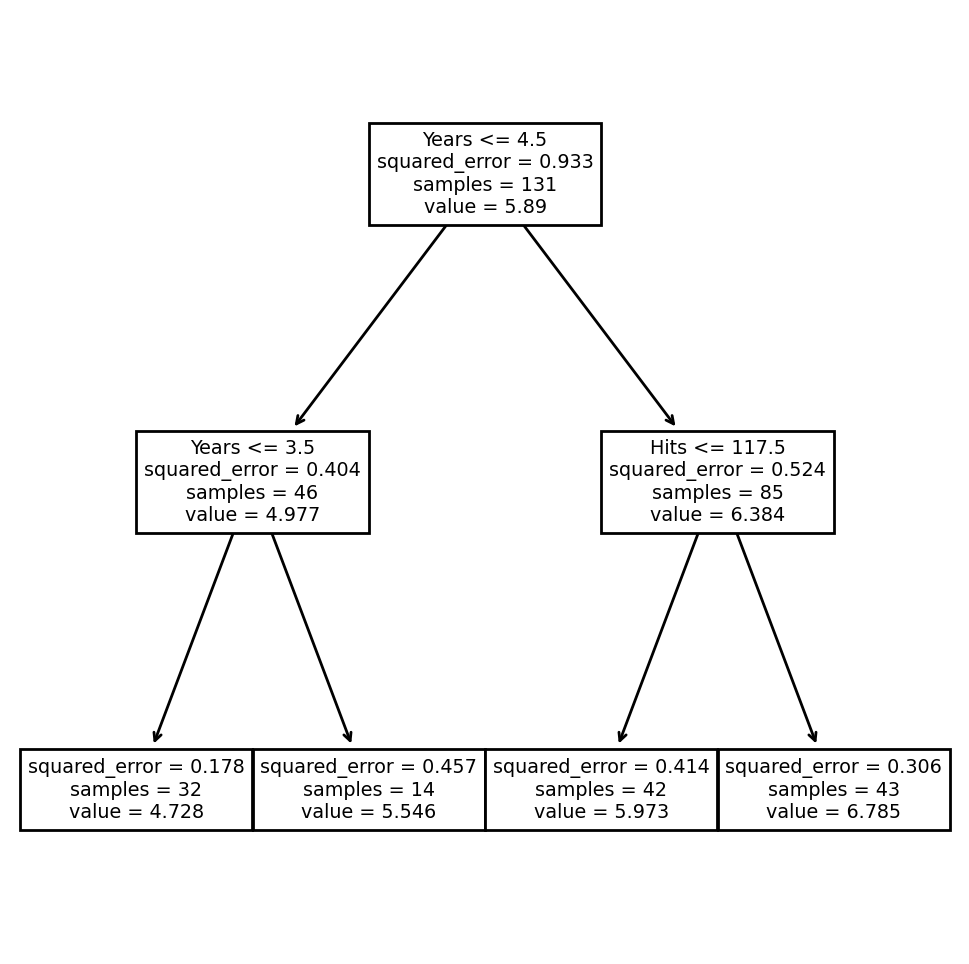 Years <= 4.5
squared_error = 0.933
samples = 131
value = 5.89
Years <= 3.5
squared_error = 0.404
samples = 46
value = 4.977
Hits <= 117.5
squared_error = 0.524
samples = 85
value = 6.384
squared_error = 0.178
samples = 32
value = 4.728
squared_error = 0.457
samples = 14
value = 5.546
squared_error = 0.414
samples = 42
value = 5.973
squared_error = 0.306
samples = 43
value = 6.785